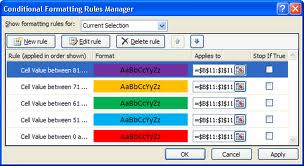 Conditional Formatting Rules Manager
Show formatting rules for: Current Selection
New rule Edit rule Delete rule
Rule (applied in order shown) Format Applies to Stop If True
Cell Value between 81... AaBbCcYyZz =$B$11:$I$11
Cell Value between 71 ... AaBbCcYyZz =$B$11:$I$11
Cell Value between 61 ... AaBbCcYyZz =$B$11:$I$11
Cell Value between 51 ... AaBbCcYyZz =$B$11:$I$11
Cell Value between 0 a... AaBbCcYyZz =$B$11:$I$11
OK Cancel Apply